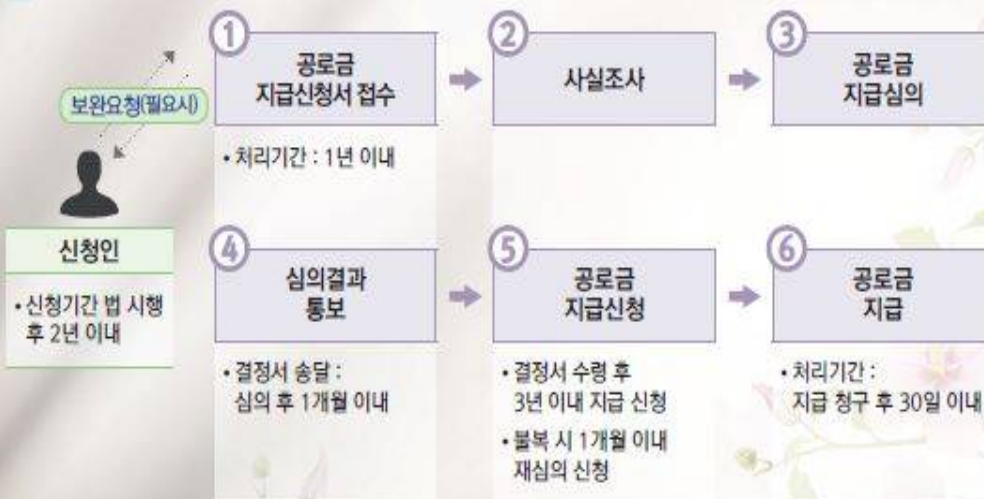 보완요청(필요시)
신청인
• 신청기간 법 시행
후 2년 이내
①
공로금
지급신청서 접수
• 처리기간 : 1년 이내
②
사실조사
③
공로금
지급심의
④
심의결과
통보
• 결정서 송달 :
심의 후 1개월 이내
⑤
공로금
지급신청
• 결정서 수령 후
3년 이내 지급 신청
• 불복 시 1개월 이내
재심의 신청
⑥
공로금
지급
• 처리기간 :
지급 청구 후 30일 이내